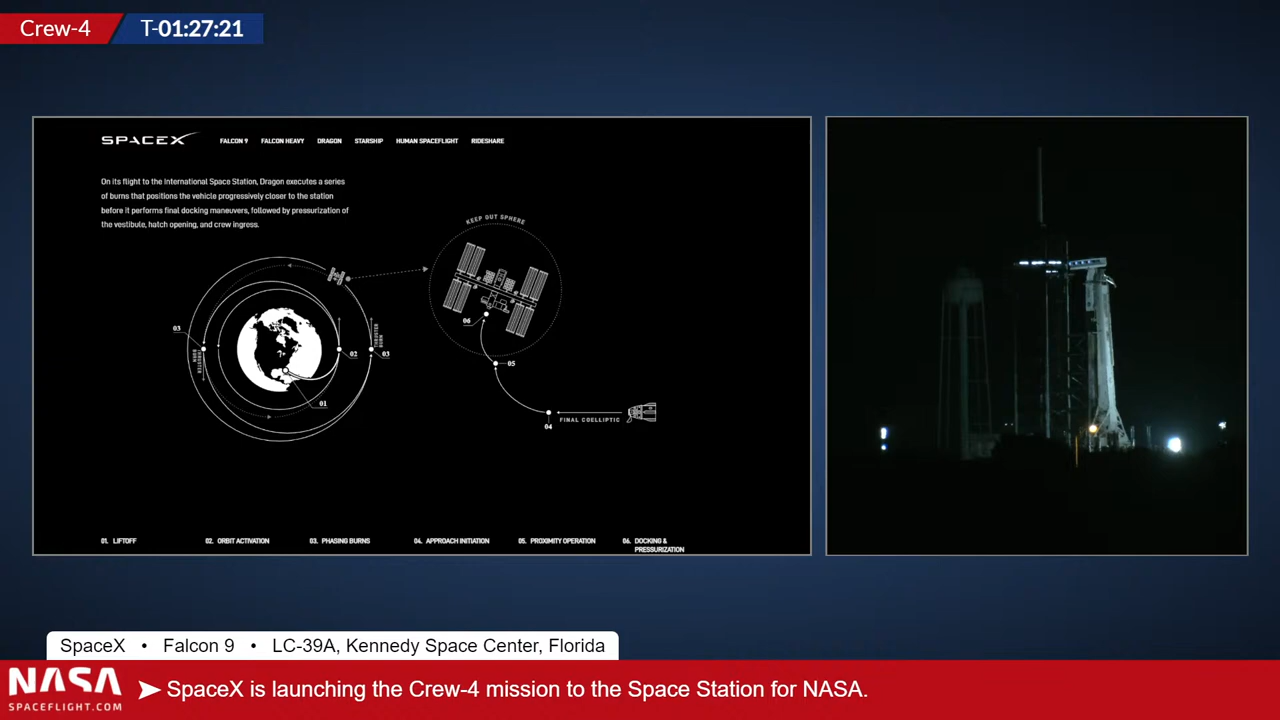 Crew-4
T-01:27:21
SPACEX
FALCON 9 FALCON HEAVY DRAGON STARSHIP HUMAN SPACEFLIGHT RIDESHARE
On its flight to the International Space Station, Dragon executes a series
of burns that positions the vehicle progressively closer to the station
before it performs final docking maneuvers, followed by pressurization of
the vestibule, hatch opening, and crew ingress.
KEEP OUT SPHERE
03
02
03
01
06
05
04
FINAL COELLIPTIC
01. LIFTOFF
02. ORBIT ACTIVATION
03. PHASING BURNS
04. APPROACH INITIATION
05. PROXIMITY OPERATION
06. DOCKING &
PRESSURIZATION
SpaceX • Falcon 9 • LC-39A, Kennedy Space Center, Florida
NASA
SPACEFLIGHT.COM
SpaceX is launching the Crew-4 mission to the Space Station for NASA.